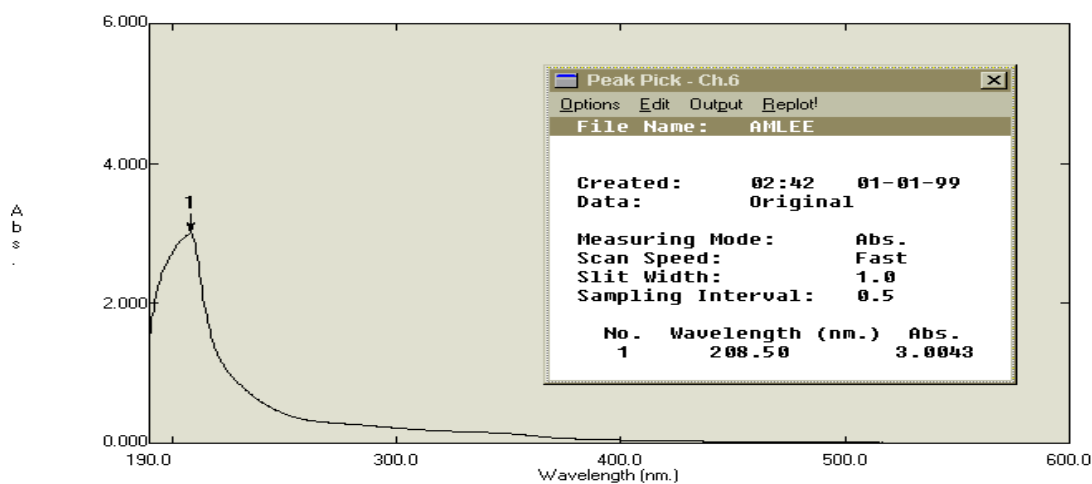 6.000
Peak Pick - Ch.6
Options Edit Output Replot!
File Name: AMLEE
4.000
Created: 02:42 01-01-99
Data: Original
1
Abs.
Measuring Mode: Abs.
Scan Speed: Fast
Slit Width: 1.0
Sampling Interval: 0.5
2.000
No. Wavelength (nm.) Abs.
1 208.50 3.0043
0.000
190.0 300.0 400.0 500.0 600.0
Wavelength (nm.)